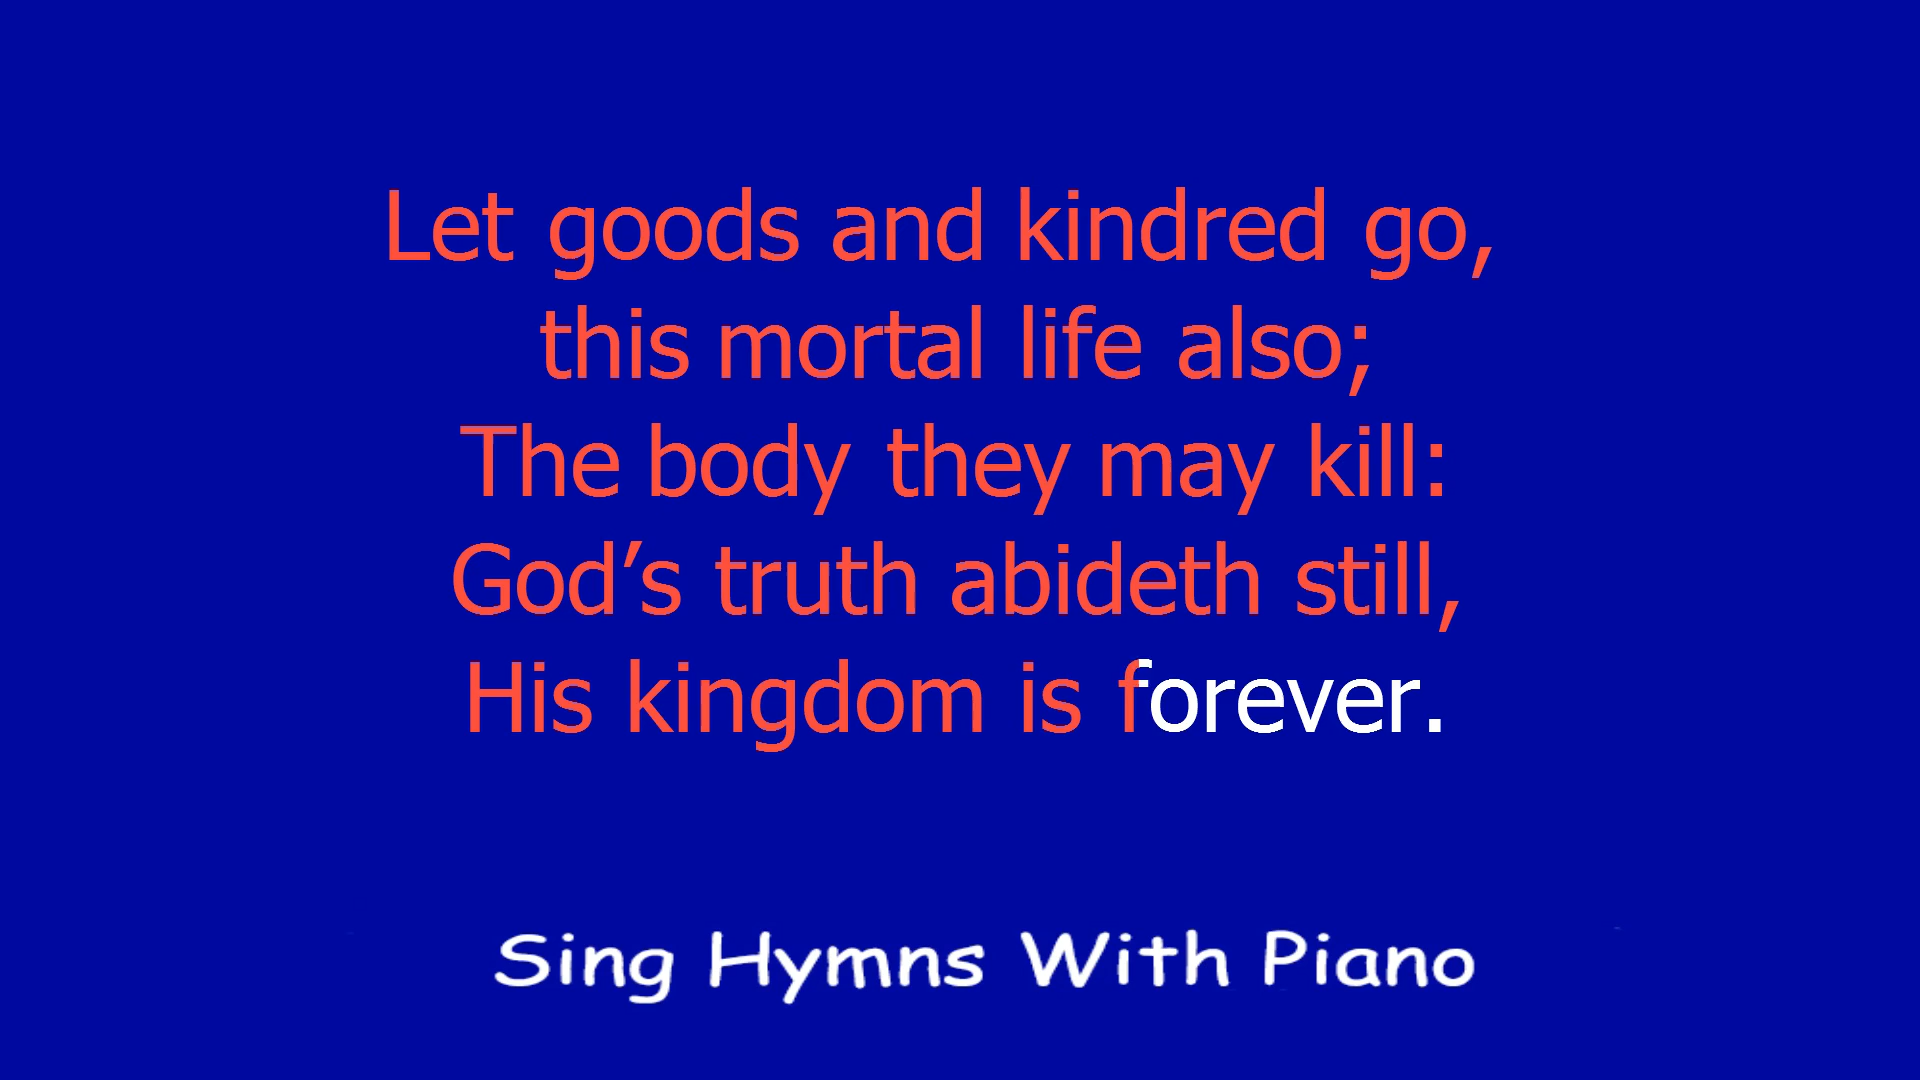 Let goods and kindred go,
this mortal life also;
The body they may kill:
God’s truth abideth still,
His kingdom is forever.
Sing Hymns With Piano